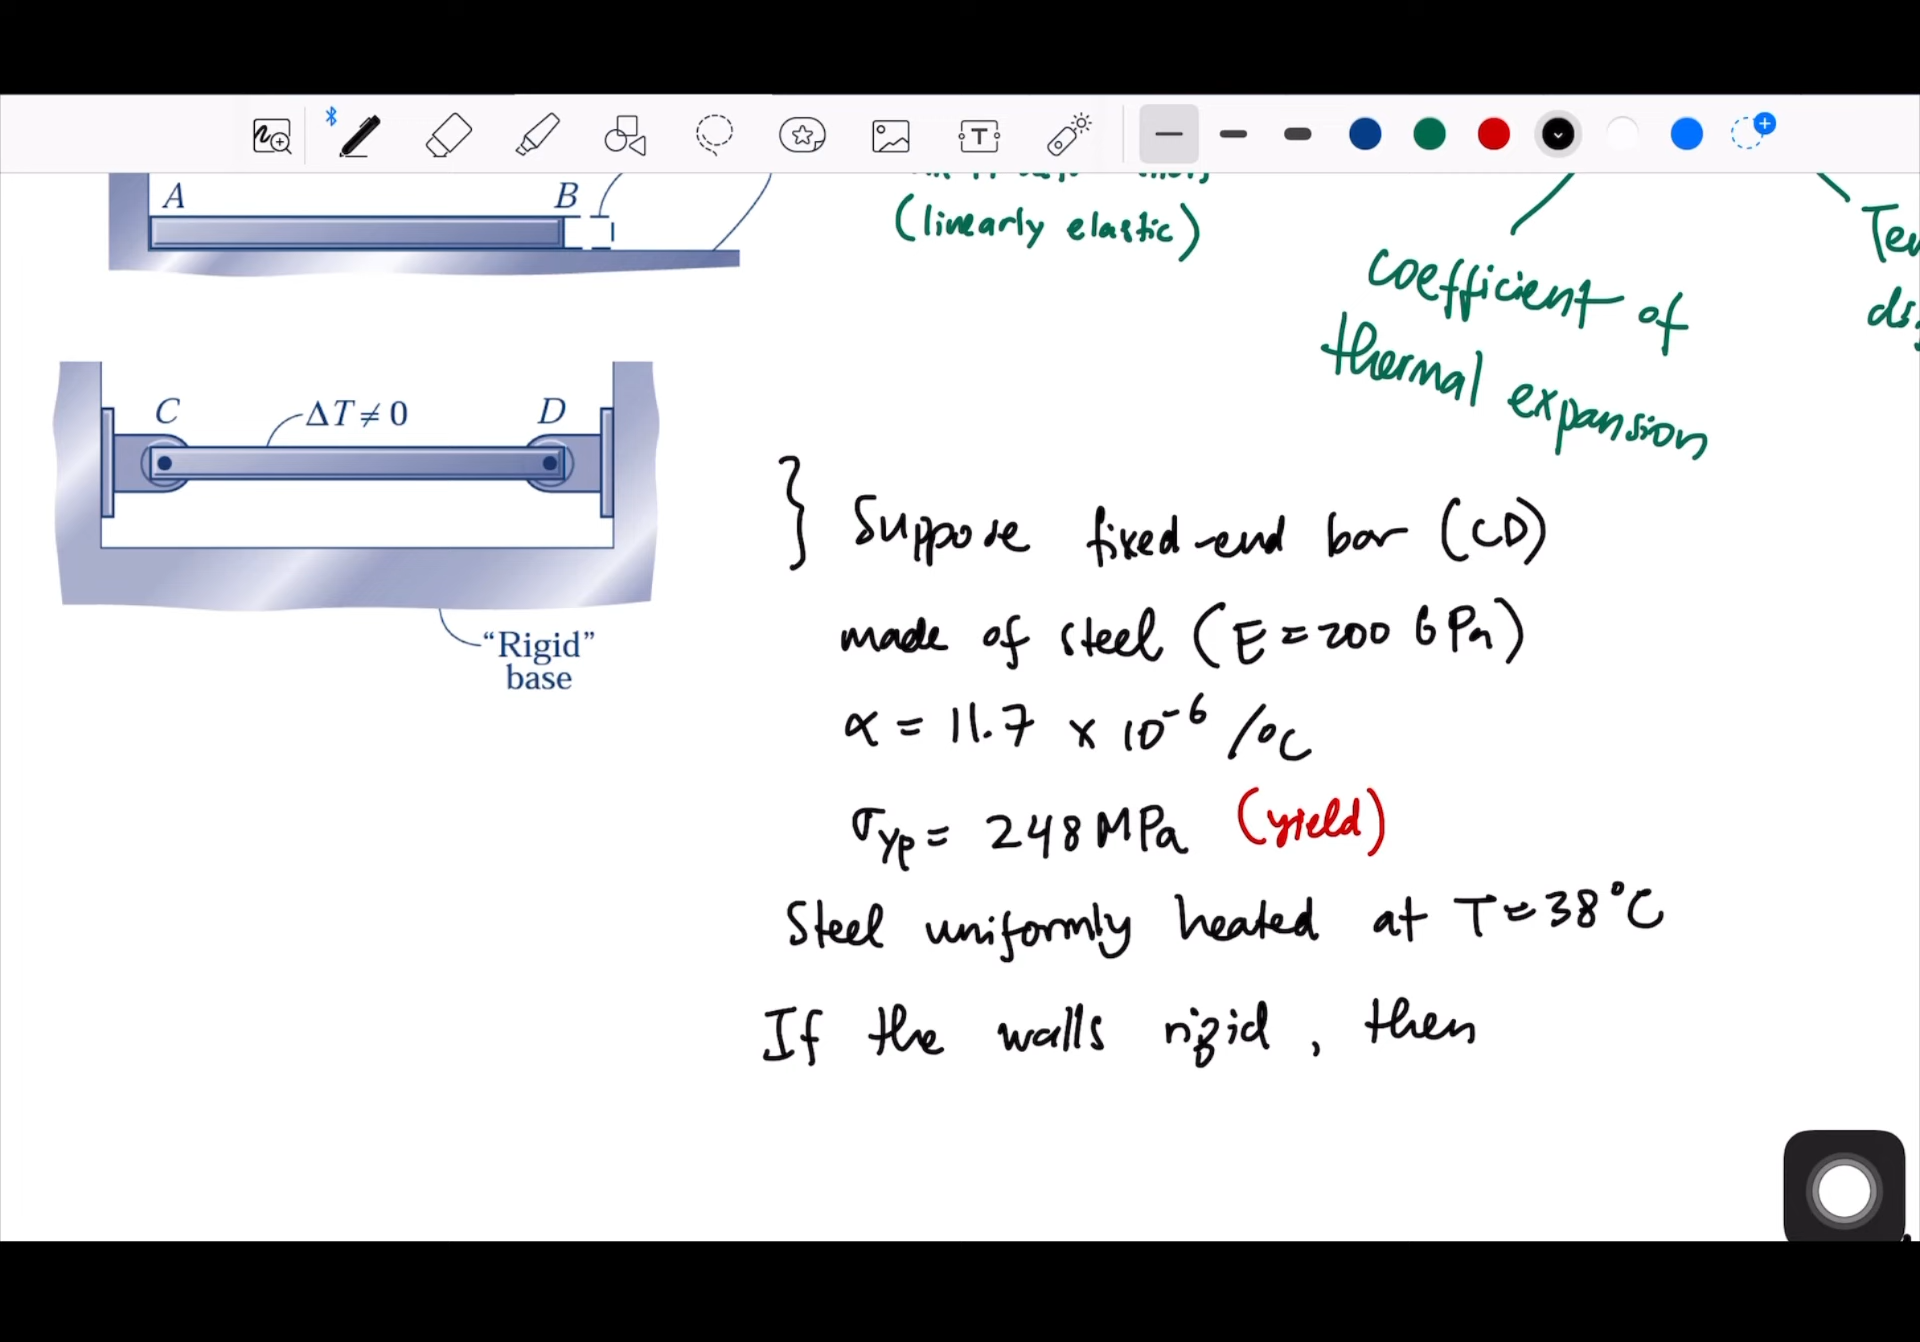 T
A
B
(linearly elastic)
coefficient of
thermal expansion
C
ΔT ≠ 0
D
"Rigid"
base
} Suppose fixed-end bar (CD)
made of steel (E = 200 GPa)
α = 11.7 × 10⁻⁶ /°C
σyp = 248 MPa (yield)
Steel uniformly heated at T = 38°C
If the walls rigid, then